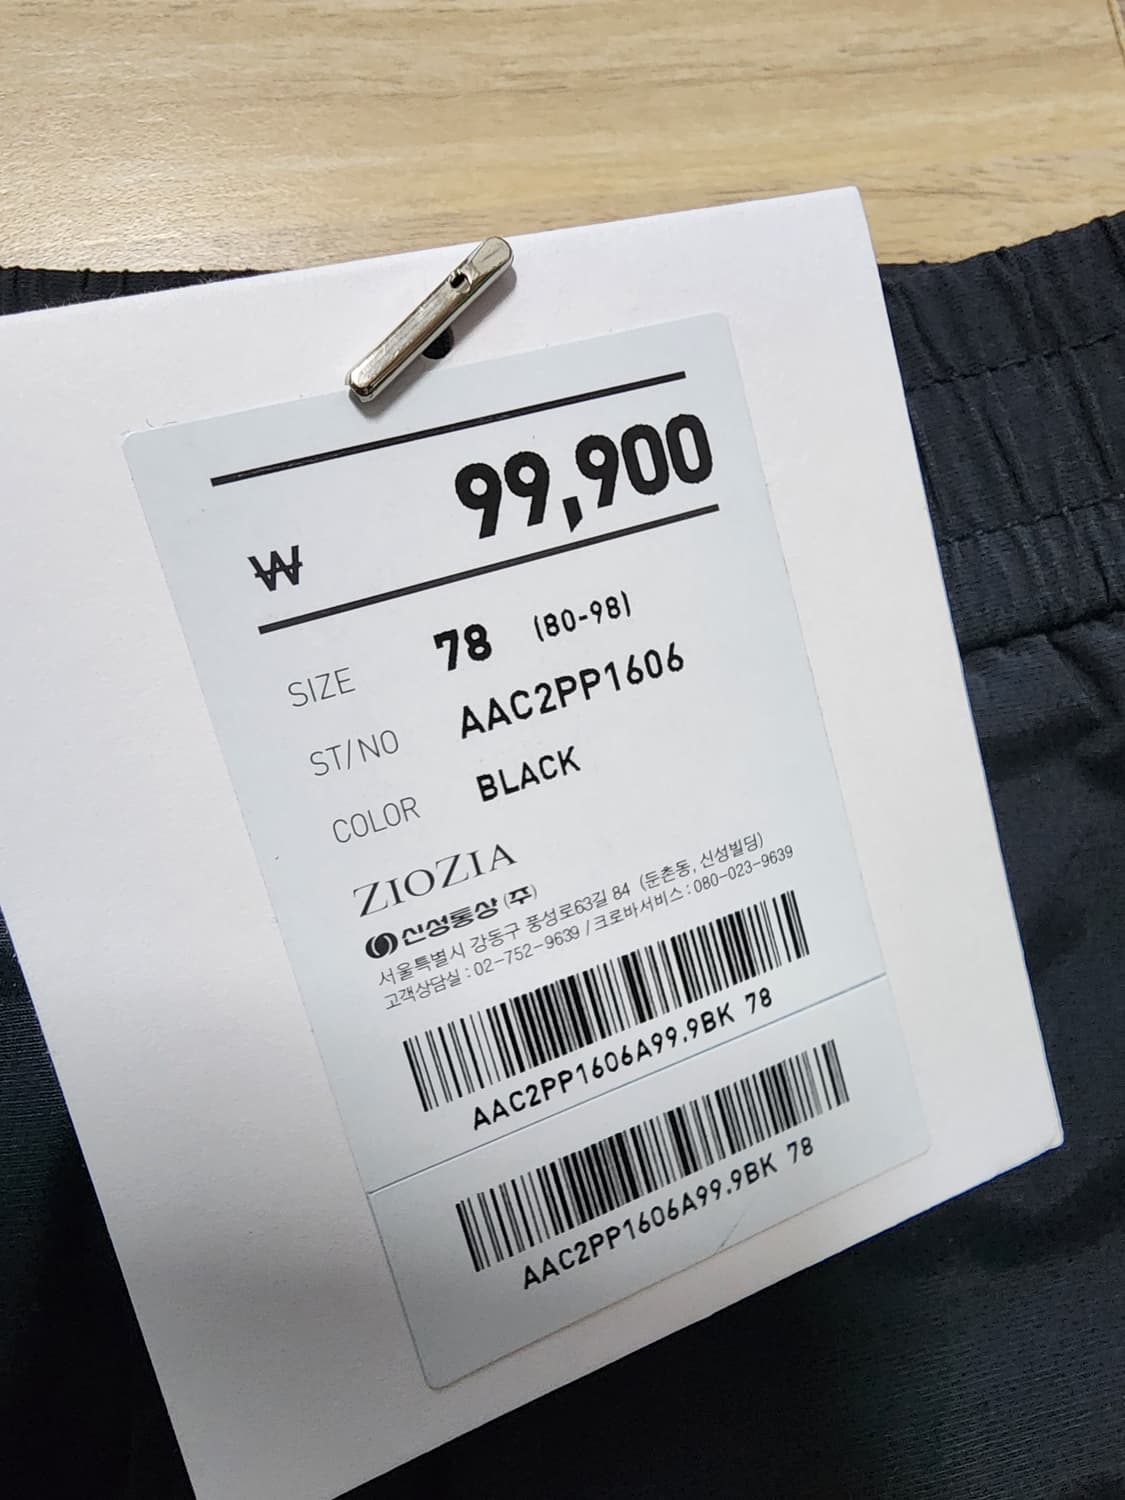 ₩ 99,900
SIZE 78 (80-98)
ST/NO AAC2PP1606
COLOR BLACK
ZIOZIA
신성통상(주)
서울특별시 강동구 풍성로63길 84 (둔촌동, 신성빌딩)
고객상담실 : 02-752-9639 / 크로바서비스 : 080-023-9639
AAC2PP1606A99.9BK 78
AAC2PP1606A99.9BK 78